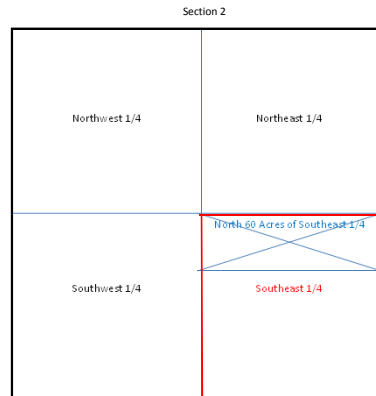 Section 2
Northwest 1/4
Northeast 1/4
North 60 Acres of Southeast 1/4
Southwest 1/4
Southeast 1/4